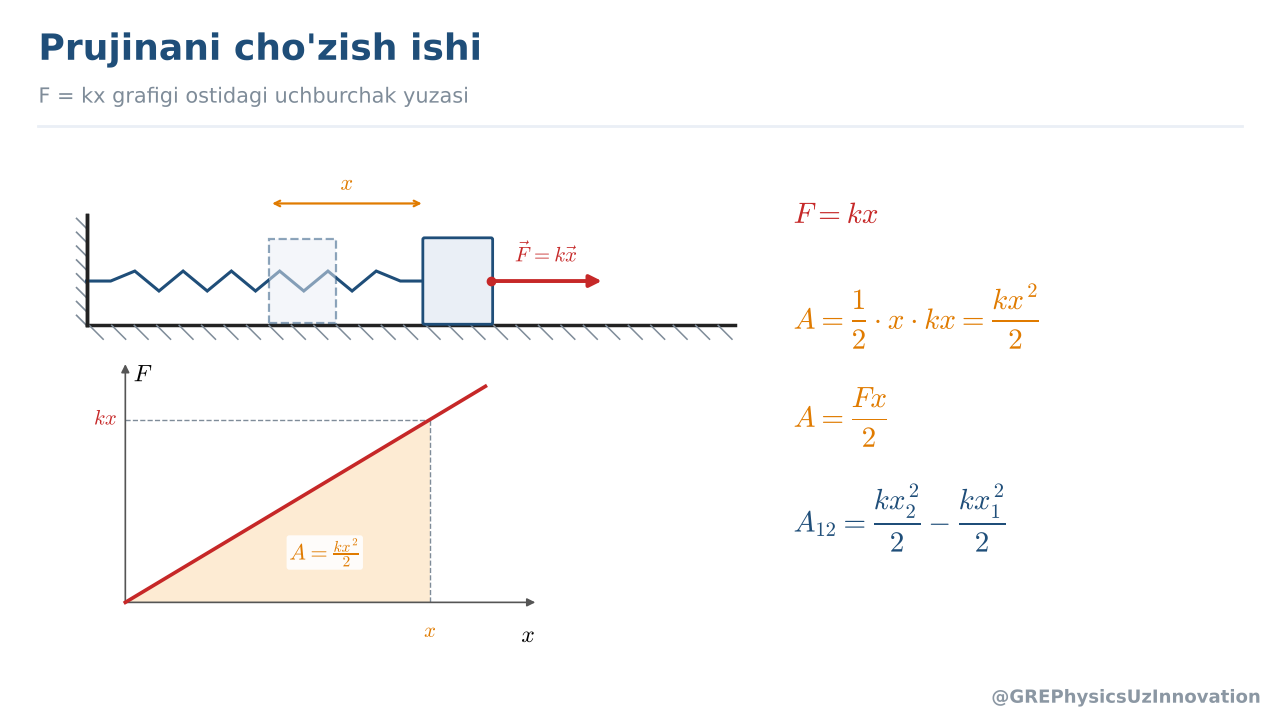 Prujinani cho'zish ishi
F = kx grafigi ostidagi uchburchak yuzasi
x
F⃗ = kx⃗
F
kx
A = kx²/2
x
x
F = kx
A = 1/2 · x · kx = kx²/2
A = Fx/2
A₁₂ = kx₂²/2 − kx₁²/2
@GREPhysicsUzInnovation